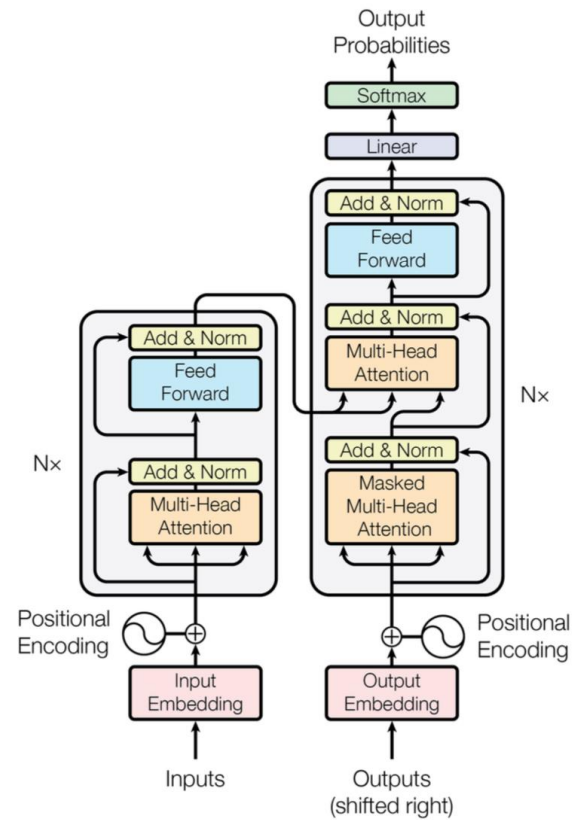 Output
Probabilities
Softmax
Linear
Add & Norm
Feed
Forward
Add & Norm
Multi-Head
Attention
Nx
Add & Norm
Masked
Multi-Head
Attention
Add & Norm
Feed
Forward
Nx
Add & Norm
Multi-Head
Attention
Positional
Encoding
Positional
Encoding
Input
Embedding
Output
Embedding
Inputs
Outputs
(shifted right)